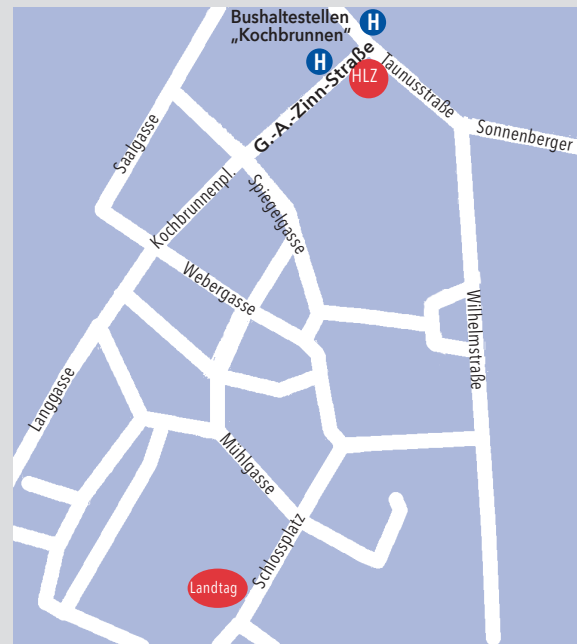 Bushaltestellen
„Kochbrunnen“
H
H
HLZ
G.-A.-Zinn-Straße
Taunusstraße
Sonnenberger
Saalgasse
Kochbrunnenpl.
Spiegelgasse
Webergasse
Wilhelmstraße
Langgasse
Mühlgasse
Schlossplatz
Landtag